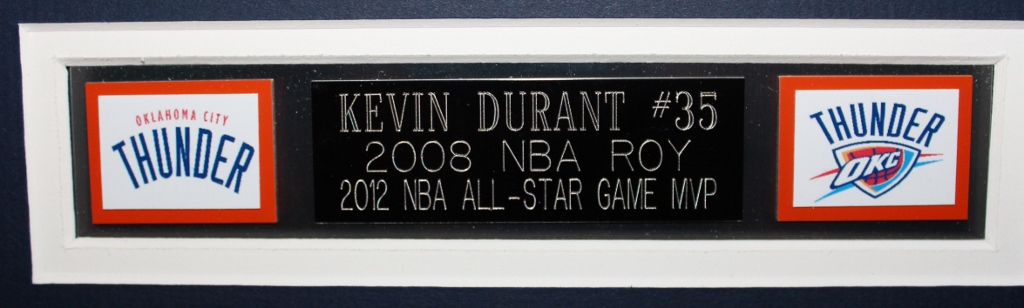 OKLAHOMA CITY
THUNDER
KEVIN DURANT #35
2008 NBA ROY
2012 NBA ALL-STAR GAME MVP
THUNDER
OKC